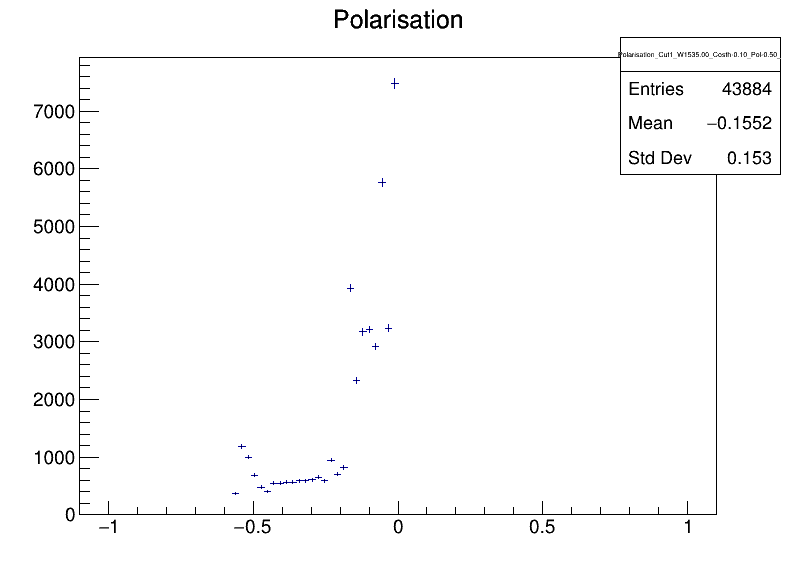 Polarisation
Polarisation_Cut1_W1535.00_Costh-0.10_Pol-0.50_
Entries 43884
Mean −0.1552
Std Dev 0.153
7000
6000
5000
4000
3000
2000
1000
0
−1 −0.5 0 0.5 1